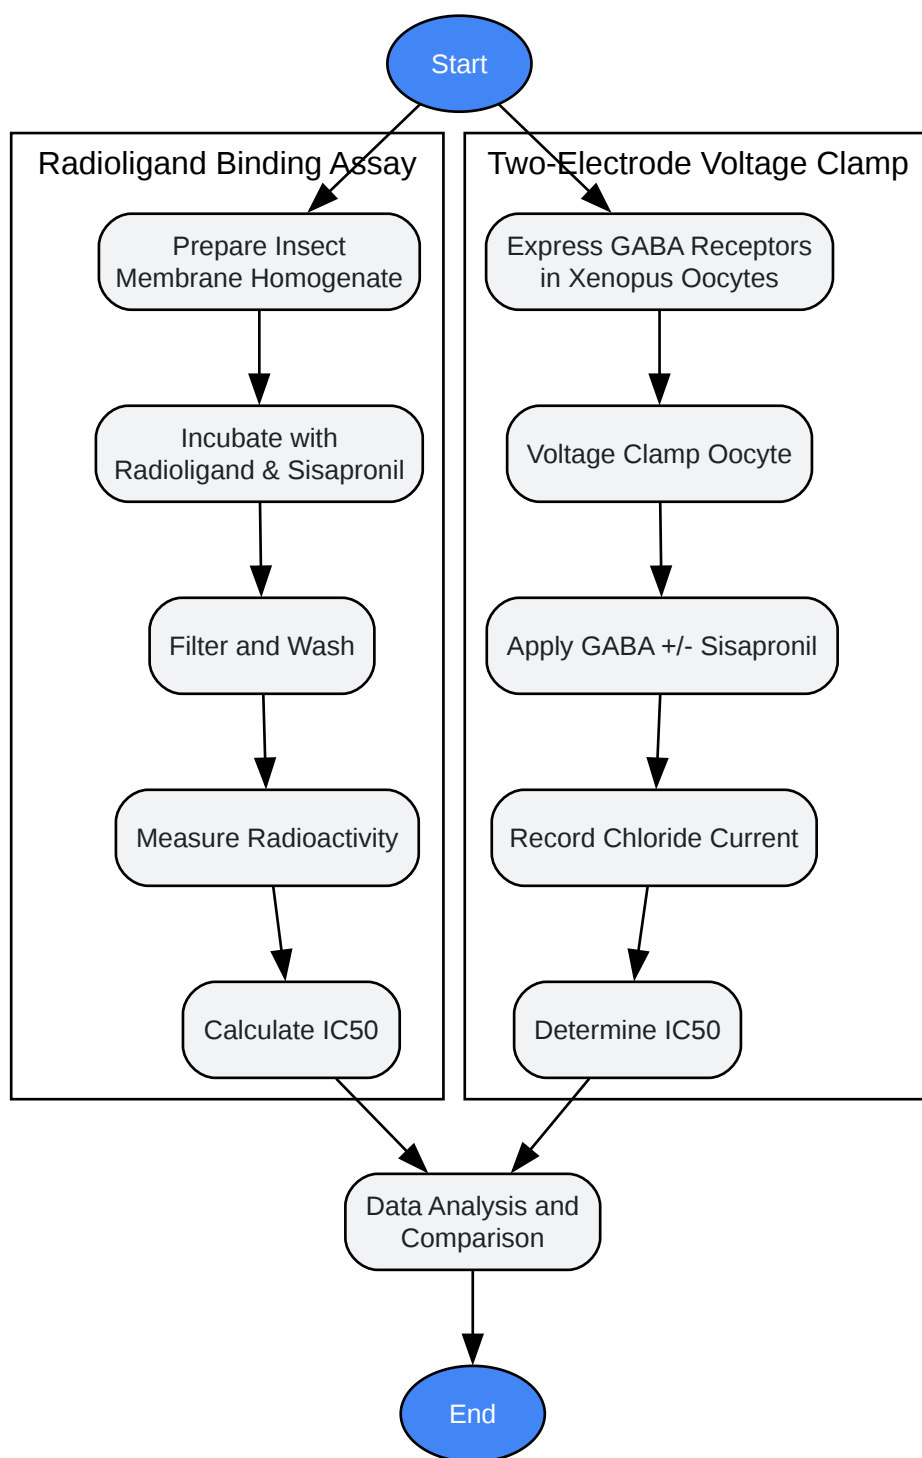 Start
Radioligand Binding Assay
Prepare Insect
Membrane Homogenate
Incubate with
Radioligand & Sisapronil
Filter and Wash
Measure Radioactivity
Calculate IC50
Two-Electrode Voltage Clamp
Express GABA Receptors
in Xenopus Oocytes
Voltage Clamp Oocyte
Apply GABA +/- Sisapronil
Record Chloride Current
Determine IC50
Data Analysis and
Comparison
End